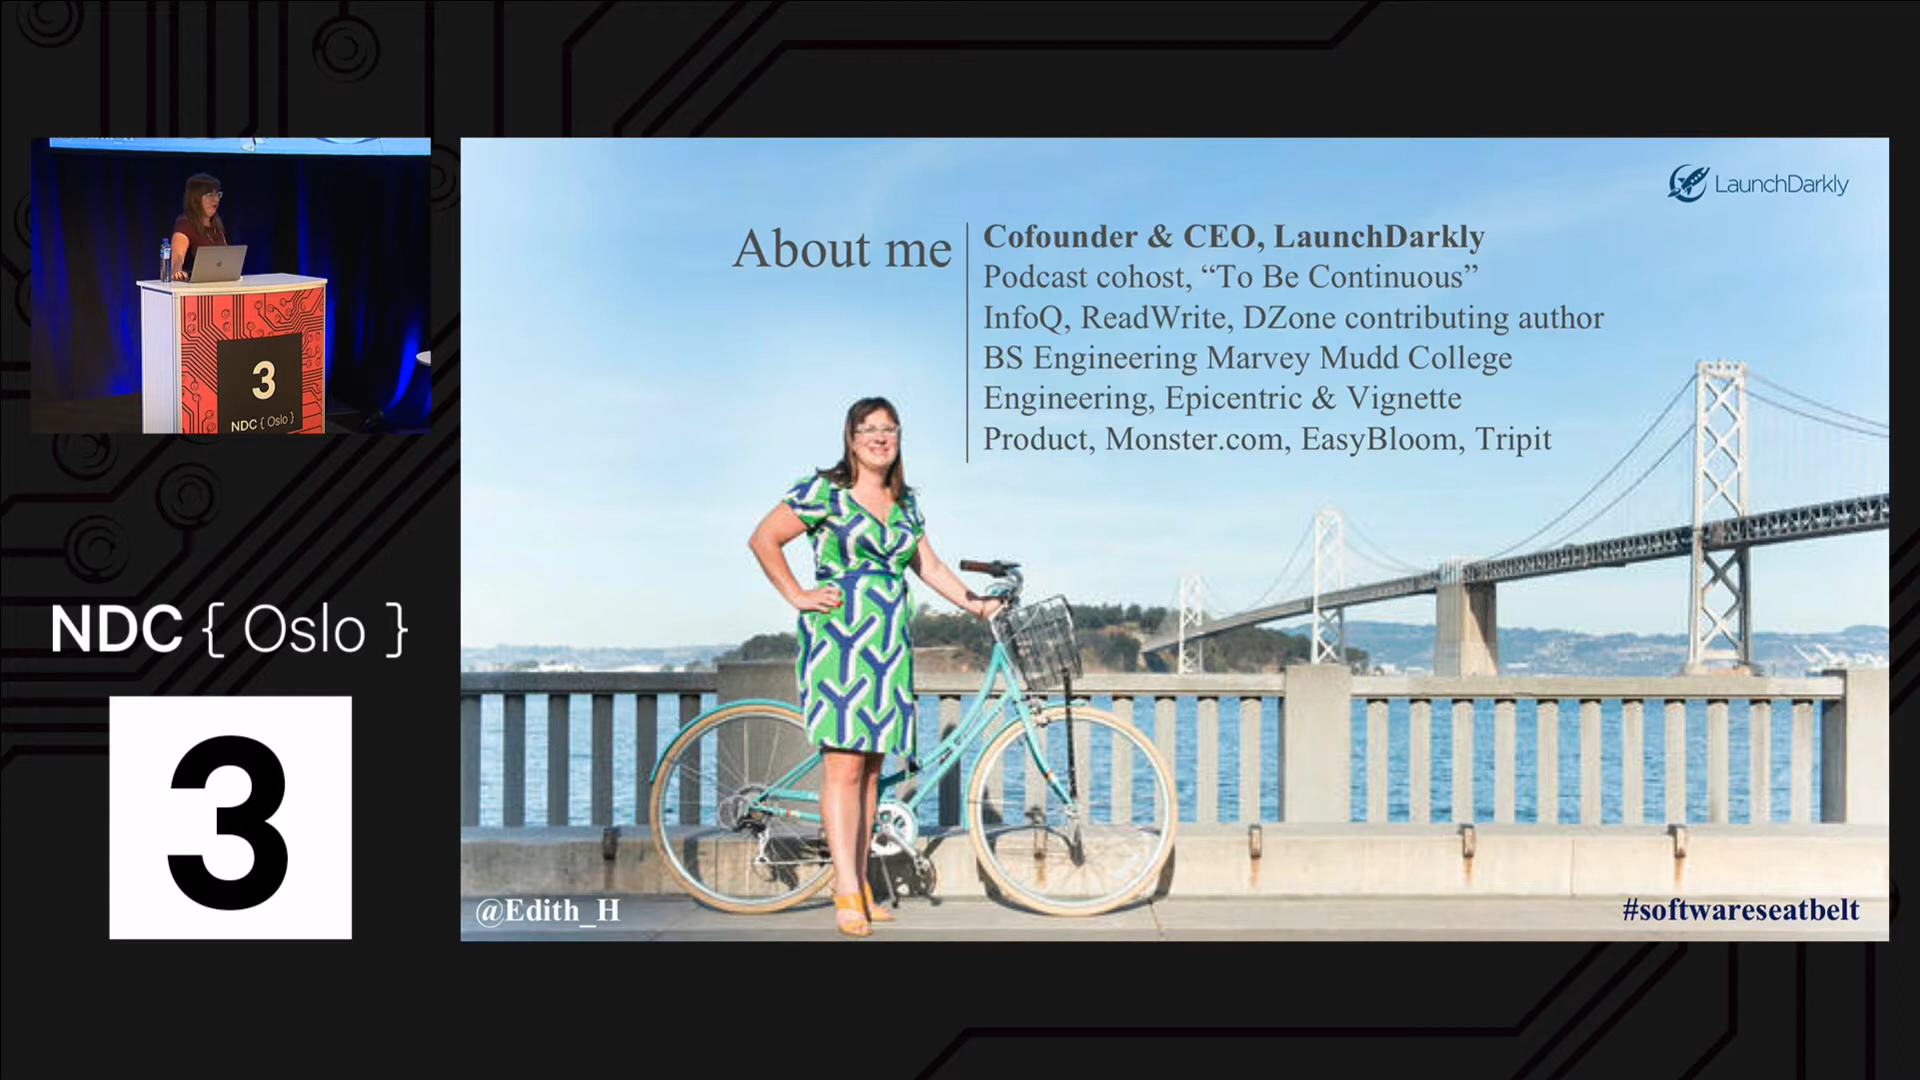 LaunchDarkly
About me
Cofounder & CEO, LaunchDarkly
Podcast cohost, “To Be Continuous”
InfoQ, ReadWrite, DZone contributing author
BS Engineering Marvey Mudd College
Engineering, Epicentric & Vignette
Product, Monster.com, EasyBloom, Tripit
3
NDC { Oslo }
NDC { Oslo }
3
@Edith_H
#softwareseatbelt